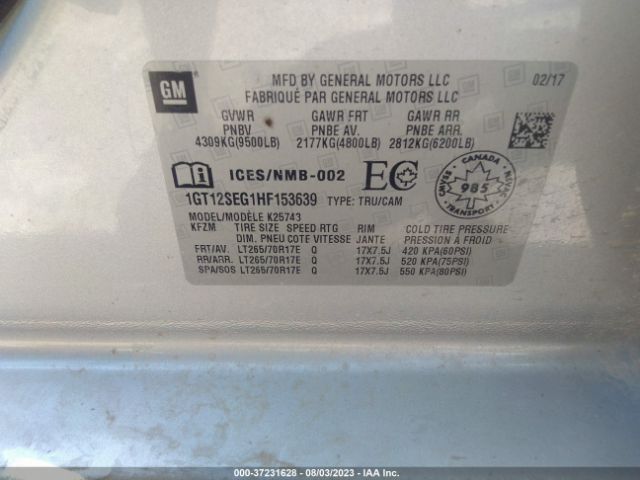 GM
MFD BY GENERAL MOTORS LLC 02/17
FABRIQUÉ PAR GENERAL MOTORS LLC
GVWR GAWR FRT GAWR RR
PNBV PNBE AV. PNBE ARR.
4309KG(9500LB) 2177KG(4800LB) 2812KG(6200LB)
ICES/NMB-002 EC
CANADA
CMVSS 985 NSVAC
TRANSPORT
1GT12SEG1HF153639 TYPE: TRU/CAM
MODEL/MODÈLE K25743
KFZM TIRE SIZE SPEED RTG RIM COLD TIRE PRESSURE
DIM. PNEU COTE VITESSE JANTE PRESSION À FROID
FRT/AV. LT265/70R17E Q 17X7.5J 420 KPA(60PSI)
RR/ARR. LT265/70R17E Q 17X7.5J 520 KPA(75PSI)
SPA/SOS LT265/70R17E Q 17X7.5J 550 KPA(80PSI)
Stock #: 37231628 - 08/03/2023 - IAA Inc.